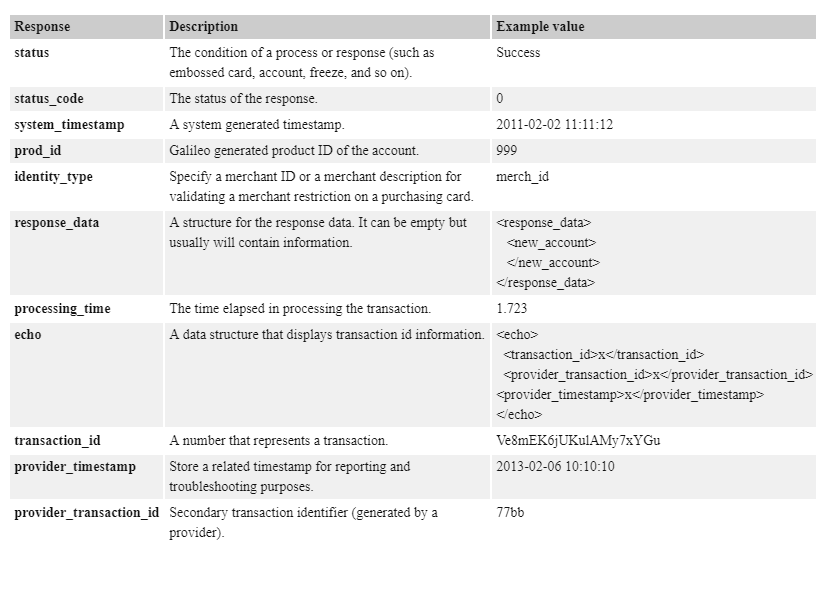 Response Description Example value
status The condition of a process or response (such as Success
embossed card, account, freeze, and so on).
status_code The status of the response. 0
system_timestamp A system generated timestamp. 2011-02-02 11:11:12
prod_id Galileo generated product ID of the account. 999
identity_type Specify a merchant ID or a merchant description for merch_id
validating a merchant restriction on a purchasing card.
response_data A structure for the response data. It can be empty but <response_data>
usually will contain information. <new_account>
</new_account>
</response_data>
processing_time The time elapsed in processing the transaction. 1.723
echo A data structure that displays transaction id information. <echo>
<transaction_id>x</transaction_id>
<provider_transaction_id>x</provider_transaction_id>
<provider_timestamp>x</provider_timestamp>
</echo>
transaction_id A number that represents a transaction. Ve8mEK6jUKulAMy7xYGu
provider_timestamp Store a related timestamp for reporting and 2013-02-06 10:10:10
troubleshooting purposes.
provider_transaction_id Secondary transaction identifier (generated by a 77bb
provider).